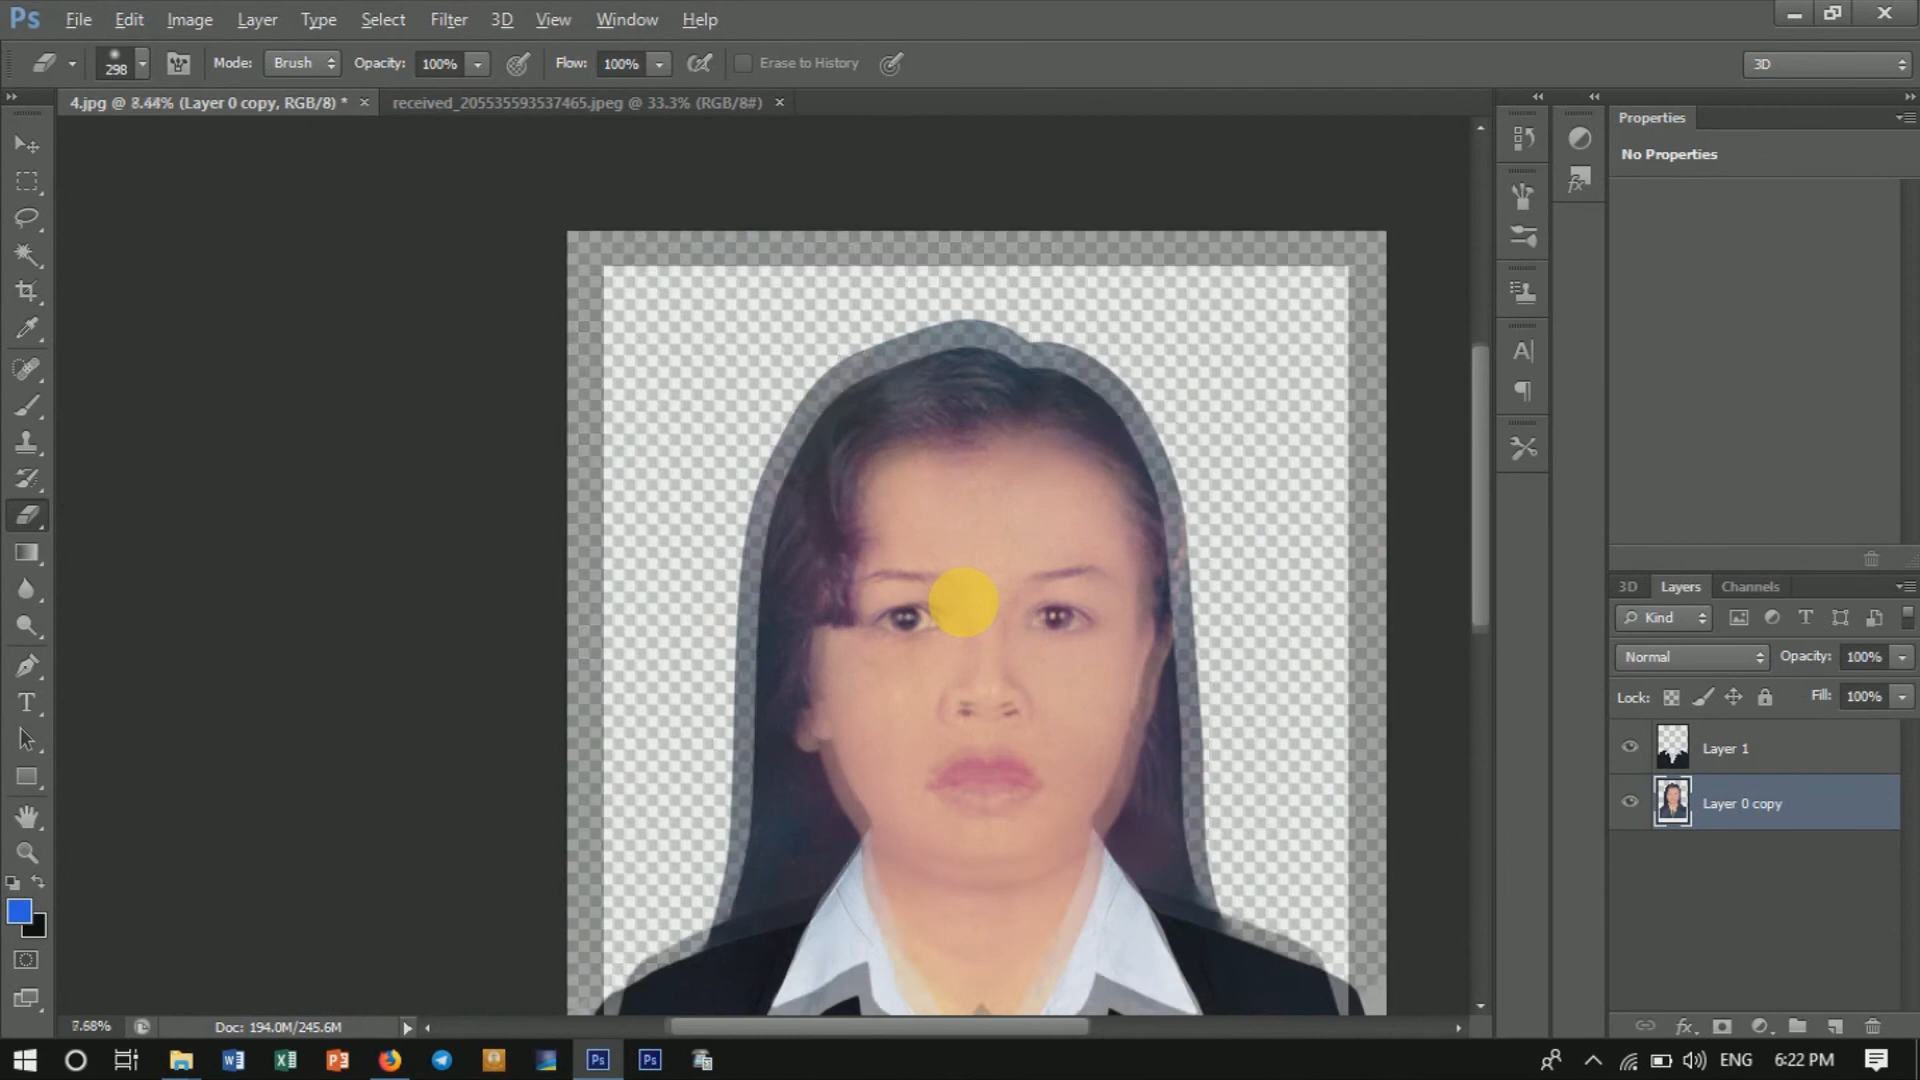 Ps File Edit Image Layer Type Select Filter 3D View Window Help
298 Mode: Brush Opacity: 100% Flow: 100% Erase to History 3D
4.jpg @ 8.44% (Layer 0 copy, RGB/8) * × received_205535593537465.jpeg @ 33.3% (RGB/8#) ×
Properties
No Properties
3D Layers Channels
Kind
Normal Opacity: 100%
Lock: Fill: 100%
Layer 1
Layer 0 copy
Doc: 194.0M/245.6M
ENG 6:22 PM